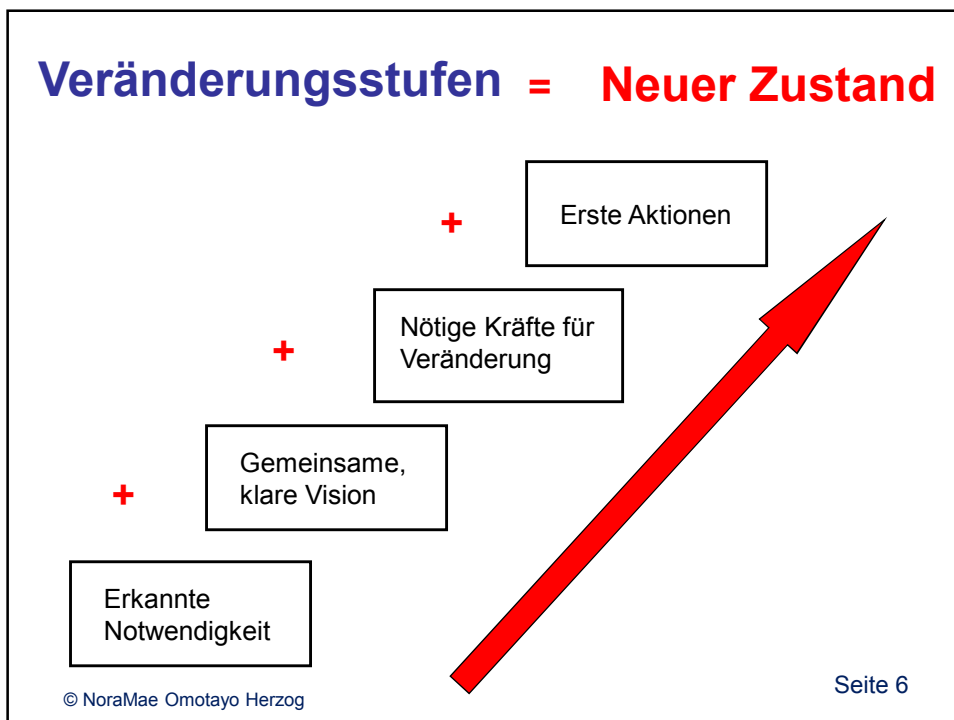 Veränderungsstufen = Neuer Zustand
+ Erste Aktionen
+ Nötige Kräfte für
Veränderung
Gemeinsame,
klare Vision
+
Erkannte
Notwendigkeit
© NoraMae Omotayo Herzog
Seite 6